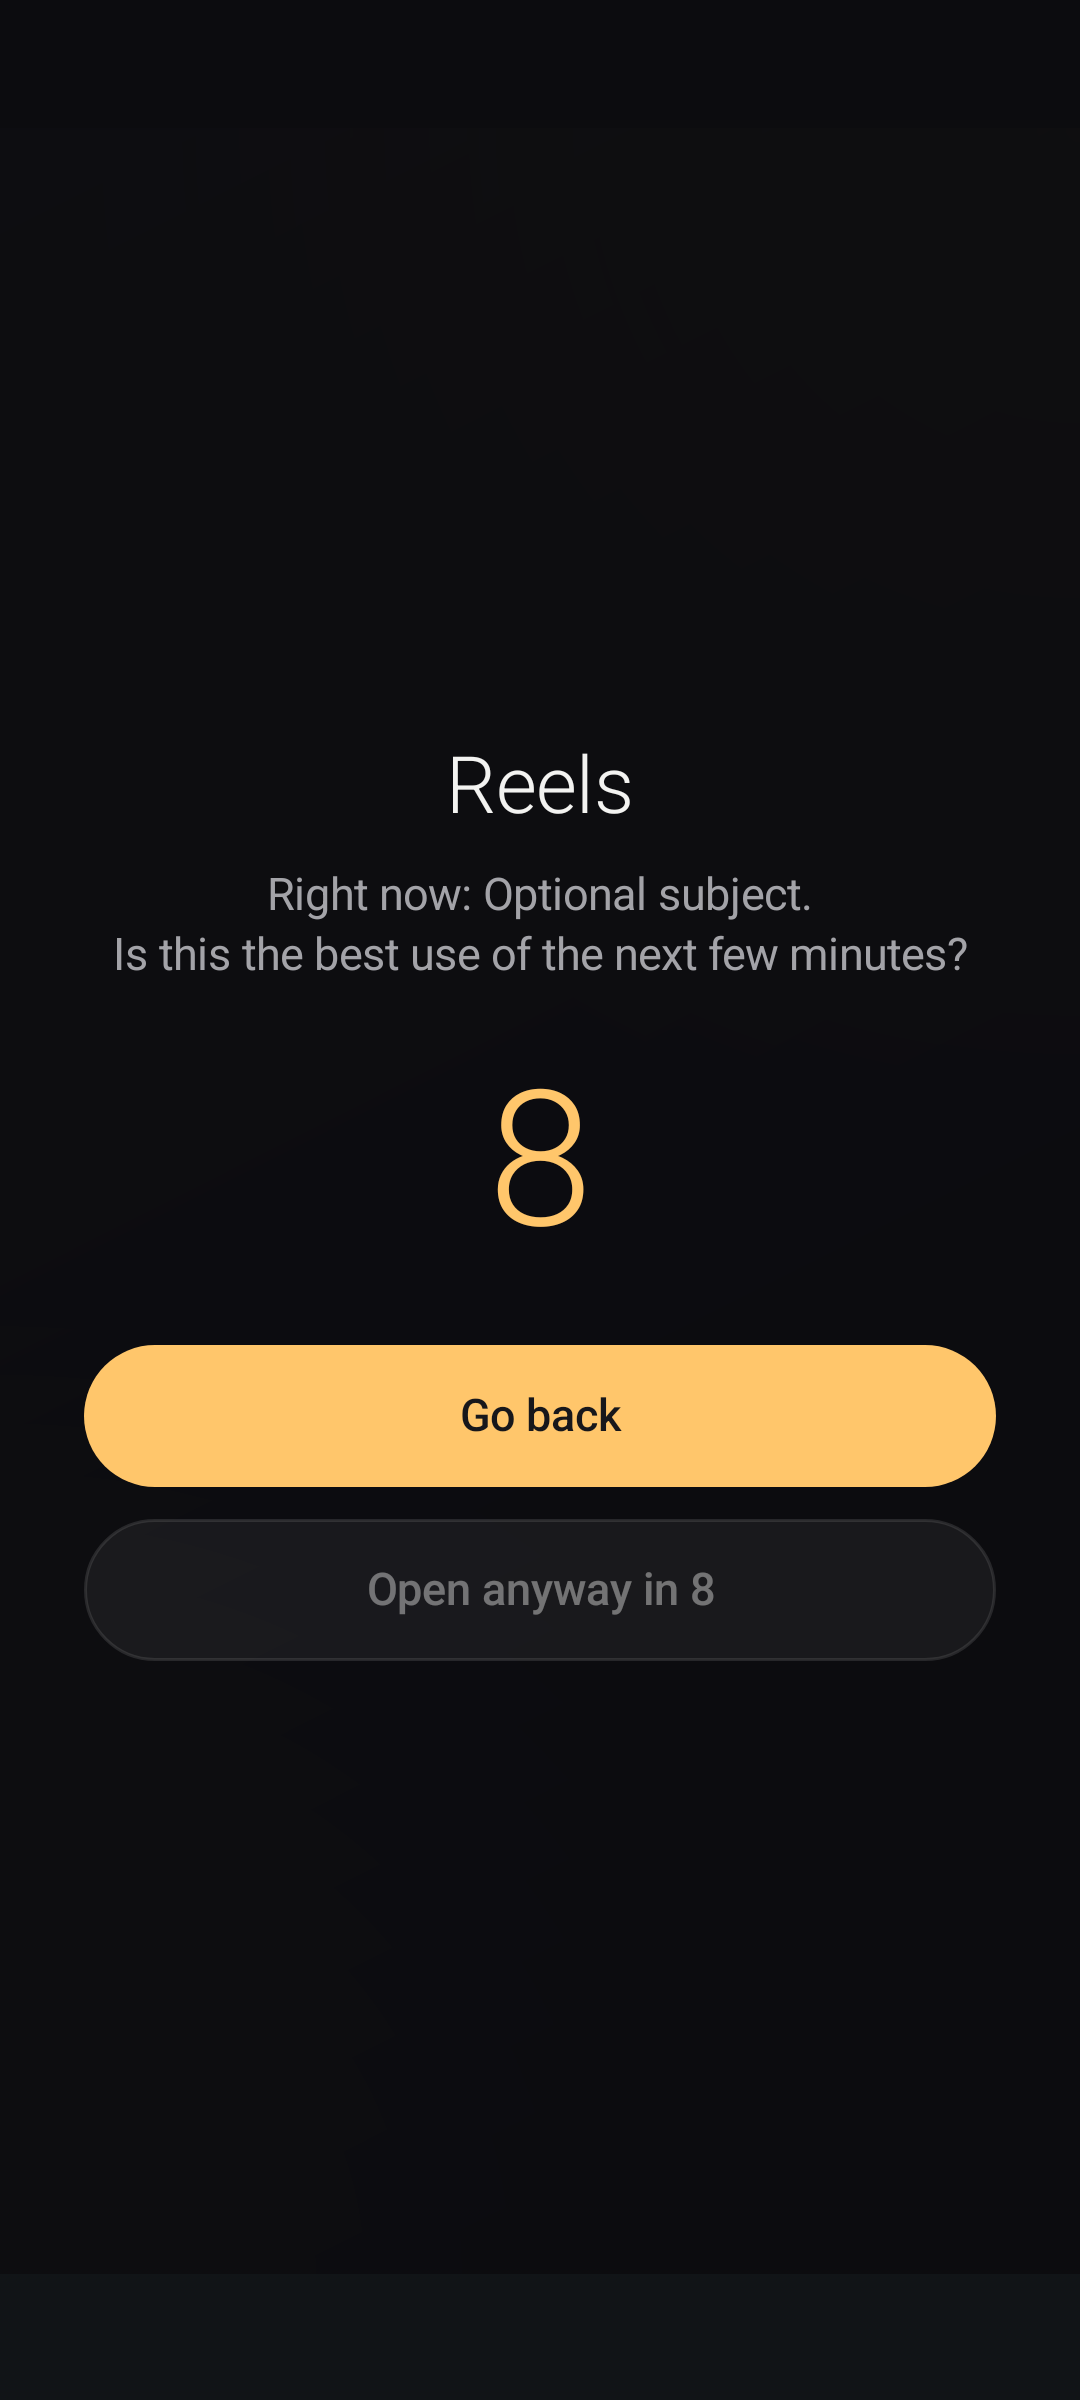 Reels
Right now: Optional subject.
Is this the best use of the next few minutes?
8
Go back
Open anyway in 8